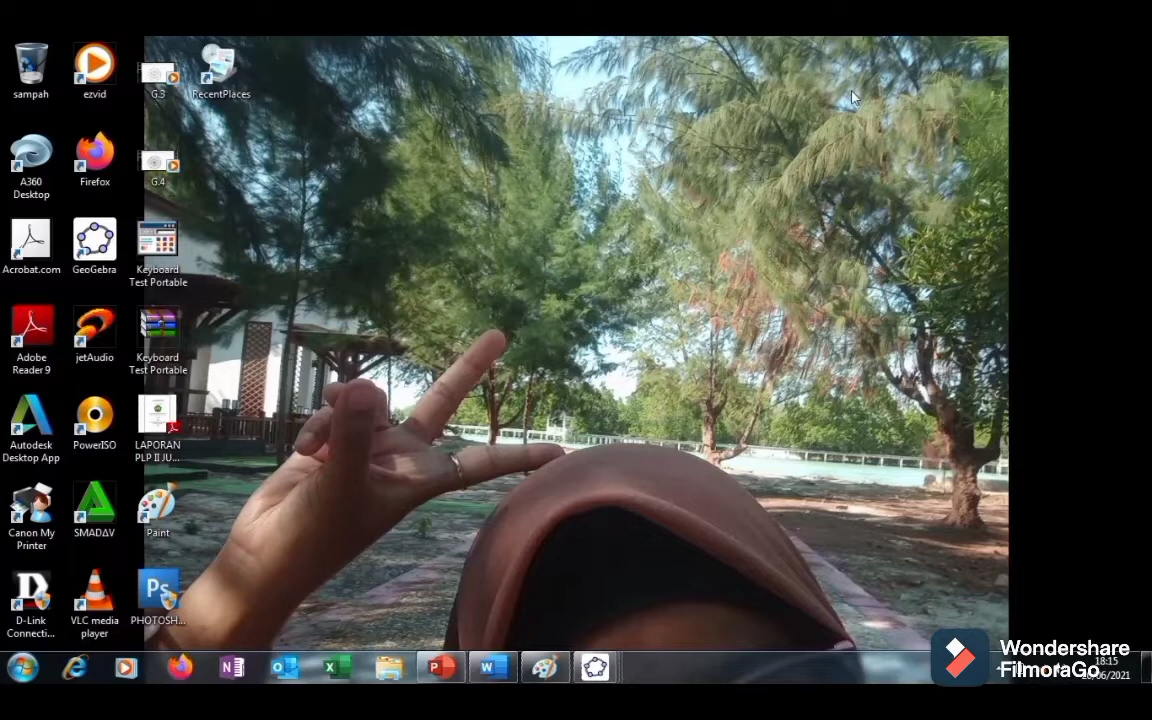 sampah
ezvid
G.3
RecentPlaces
A360
Desktop
Firefox
G.4
Acrobat.com
GeoGebra
Keyboard
Test Portable
Adobe
Reader 9
jetAudio
Keyboard
Test Portable
Autodesk
Desktop App
PowerISO
LAPORAN
PLP II JU...
Canon My
Printer
SMADAV
Paint
D-Link
Connecti...
VLC media
player
PHOTOSH...
Wondershare
FilmoraGo
18:15
/06/2021